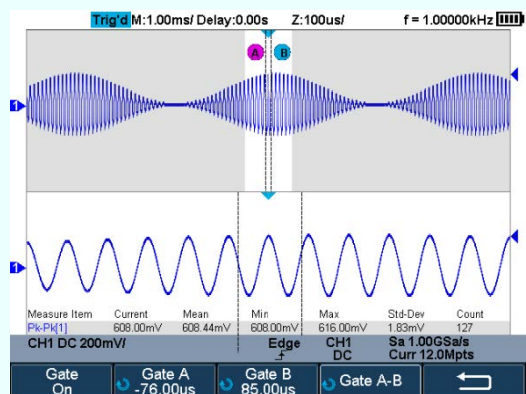 Trig'd M:1.00ms/ Delay:0.00s Z:100us/ f = 1.00000kHz
A B
1
1
Measure Item Current Mean Min Max Std-Dev Count
Pk-Pk[1] 608.00mV 608.44mV 608.00mV 616.00mV 1.83mV 127
CH1 DC 200mV/ Edge CH1 Sa 1.00GSa/s
DC Curr 12.0Mpts
Gate Gate A Gate B Gate A-B
On -76.00us 85.00us